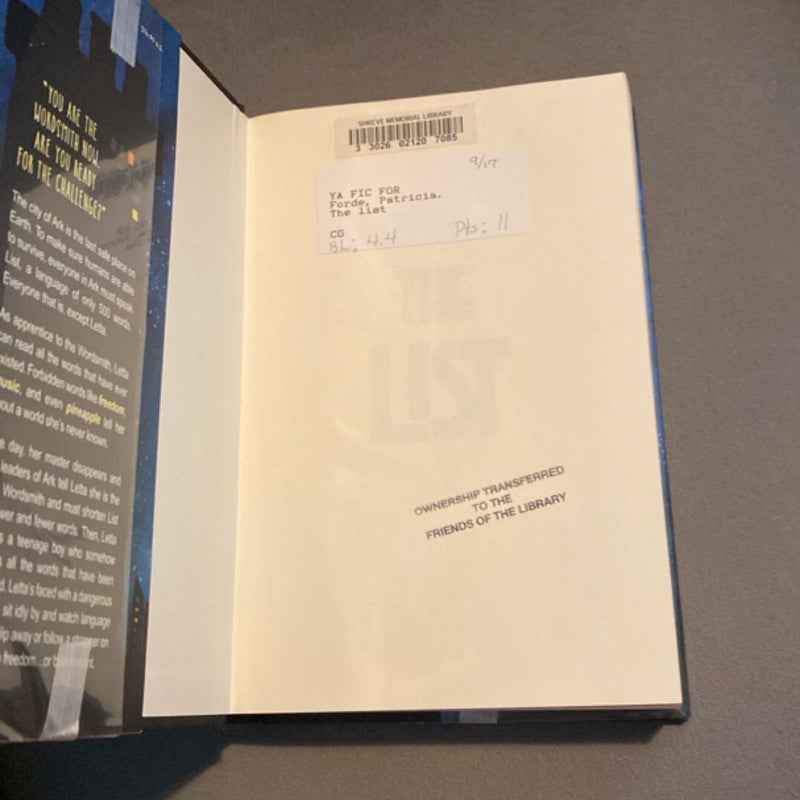 "YOU ARE THE
WORDSMITH NOW
ARE YOU READY
FOR THE CHALLENGE?"
The city of Ark is the last safe place on
Earth. To make sure humans are able
to survive, everyone in Ark must speak
List, a language of only 500 words.
Everyone that is, except Letta.
As apprentice to the Wordsmith, Letta
can read all the words that have ever
existed. Forbidden words like freedom,
music, and even pineapple tell her
about a world she's never known.
day, her master disappears and
leaders of Ark tell Letta she is the
Wordsmith and must shorten List
fewer words. Then, Letta
a teenage boy who somehow
all the words that have been
Letta's faced with a dangerous
sit idly by and watch language
away or follow a stranger on
freedom...or
SHREVE MEMORIAL LIBRARY
3 3026 02120 7085
9/17
YA FIC FOR
Forde, Patricia.
The list
CG
BL: 4.4 Pts: 11
THE
LIST
OWNERSHIP TRANSFERRED
TO THE
FRIENDS OF THE LIBRARY